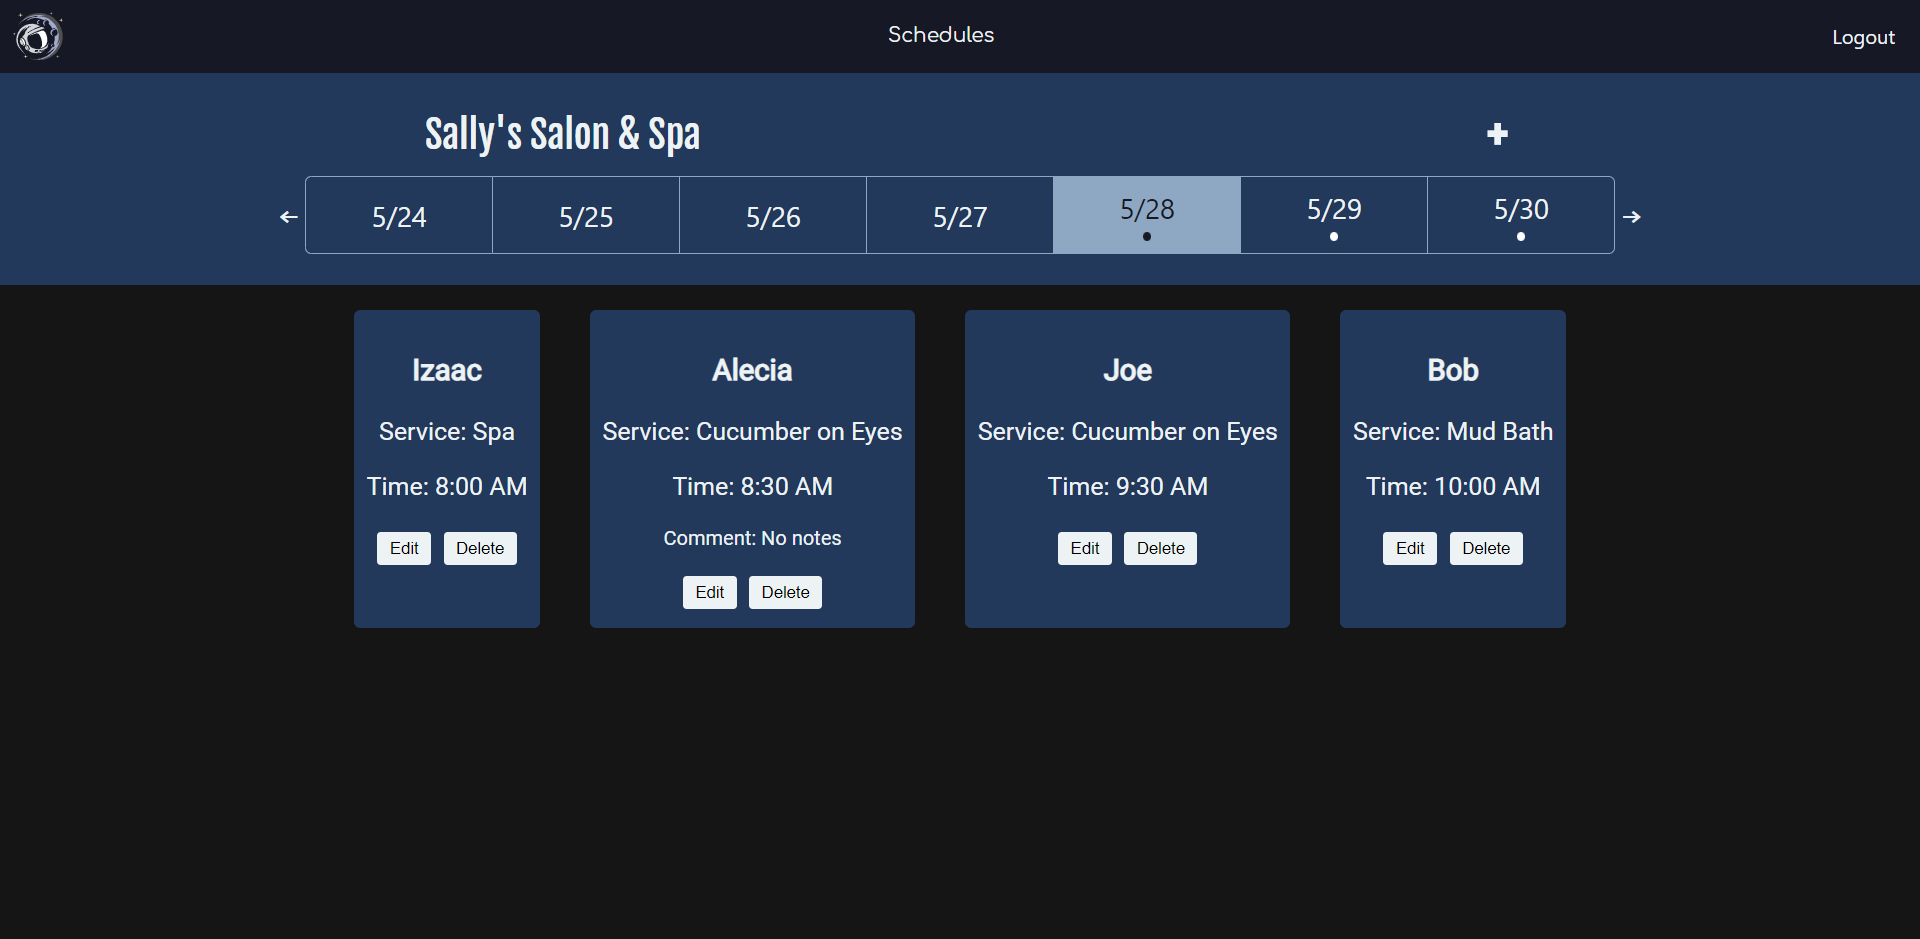 Schedules
Logout
Sally's Salon & Spa
5/24
5/25
5/26
5/27
5/28
5/29
5/30
Izaac
Service: Spa
Time: 8:00 AM
Edit
Delete
Alecia
Service: Cucumber on Eyes
Time: 8:30 AM
Comment: No notes
Edit
Delete
Joe
Service: Cucumber on Eyes
Time: 9:30 AM
Edit
Delete
Bob
Service: Mud Bath
Time: 10:00 AM
Edit
Delete